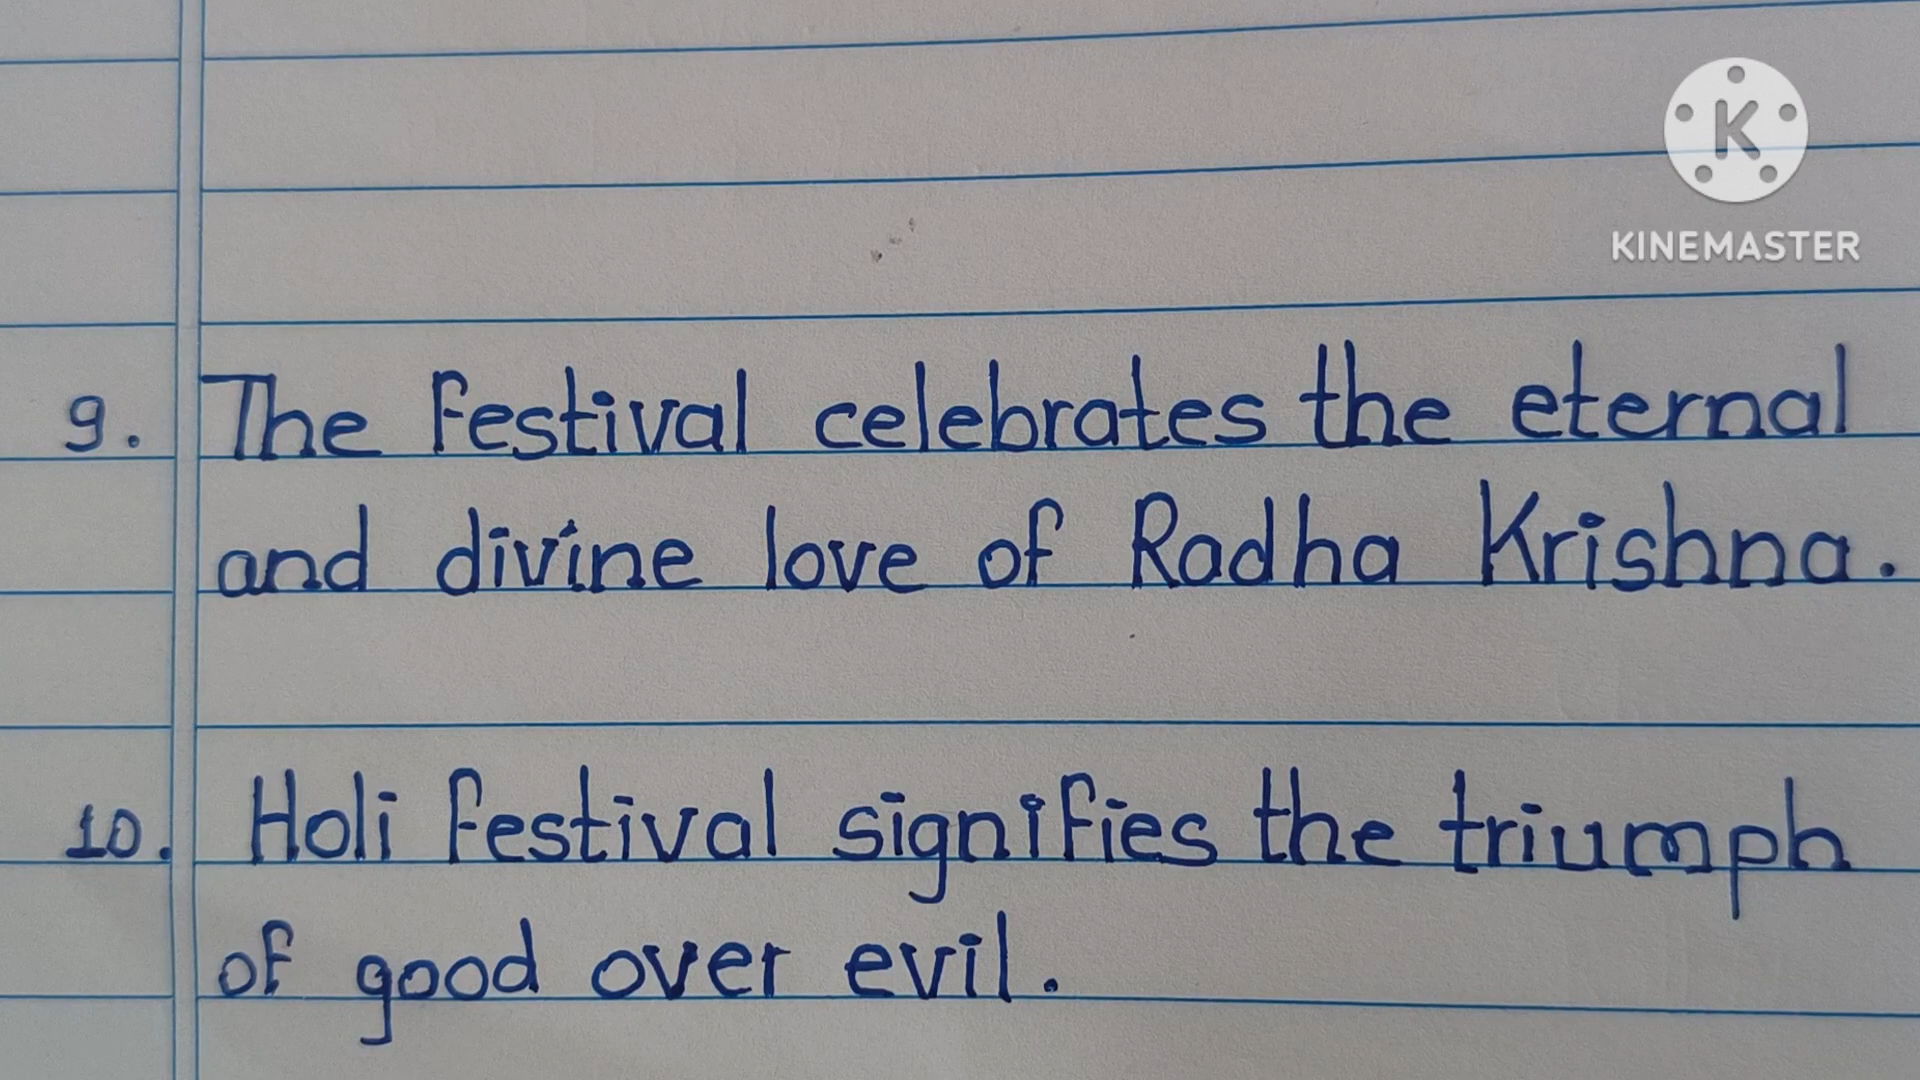 K
KINEMASTER
9. The festival celebrates the eternal
and divine love of Radha Krishna.
10. Holi festival signifies the triumph
of good over evil.